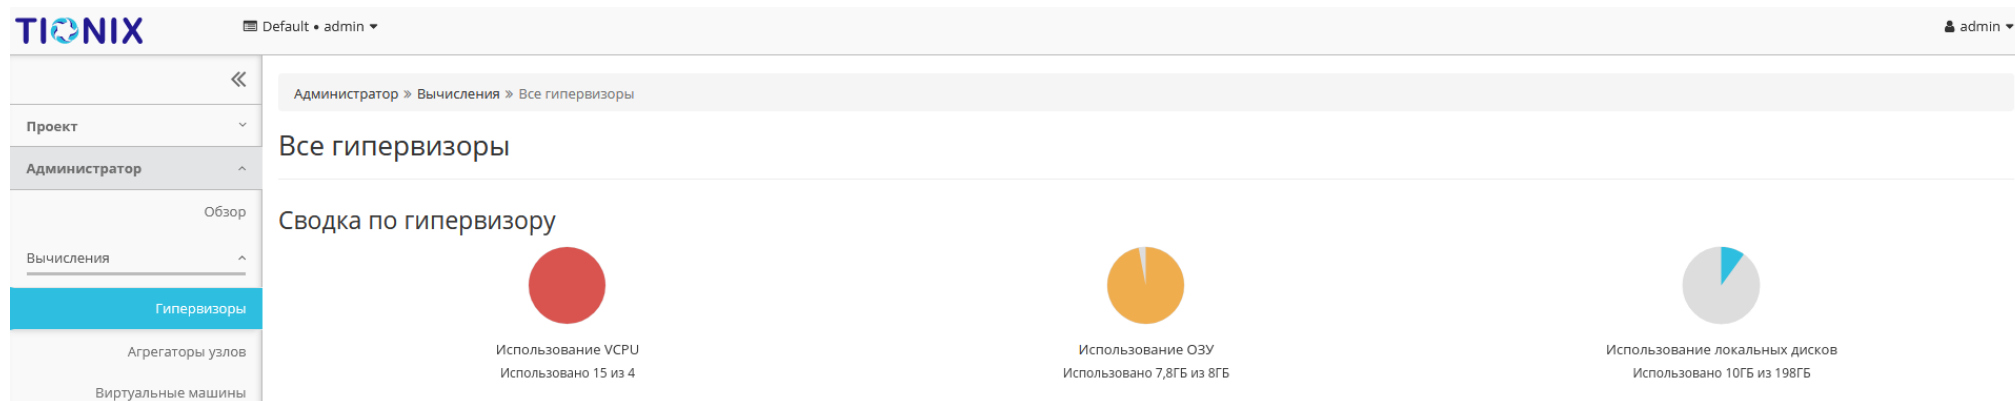 TIONIX
Default • admin
admin
Администратор » Вычисления » Все гипервизоры
Проект
Администратор
Обзор
Вычисления
Гипервизоры
Агрегаторы узлов
Виртуальные машины
Все гипервизоры
Сводка по гипервизору
Использование VCPU
Использовано 15 из 4
Использование ОЗУ
Использовано 7,8ГБ из 8ГБ
Использование локальных дисков
Использовано 10ГБ из 198ГБ